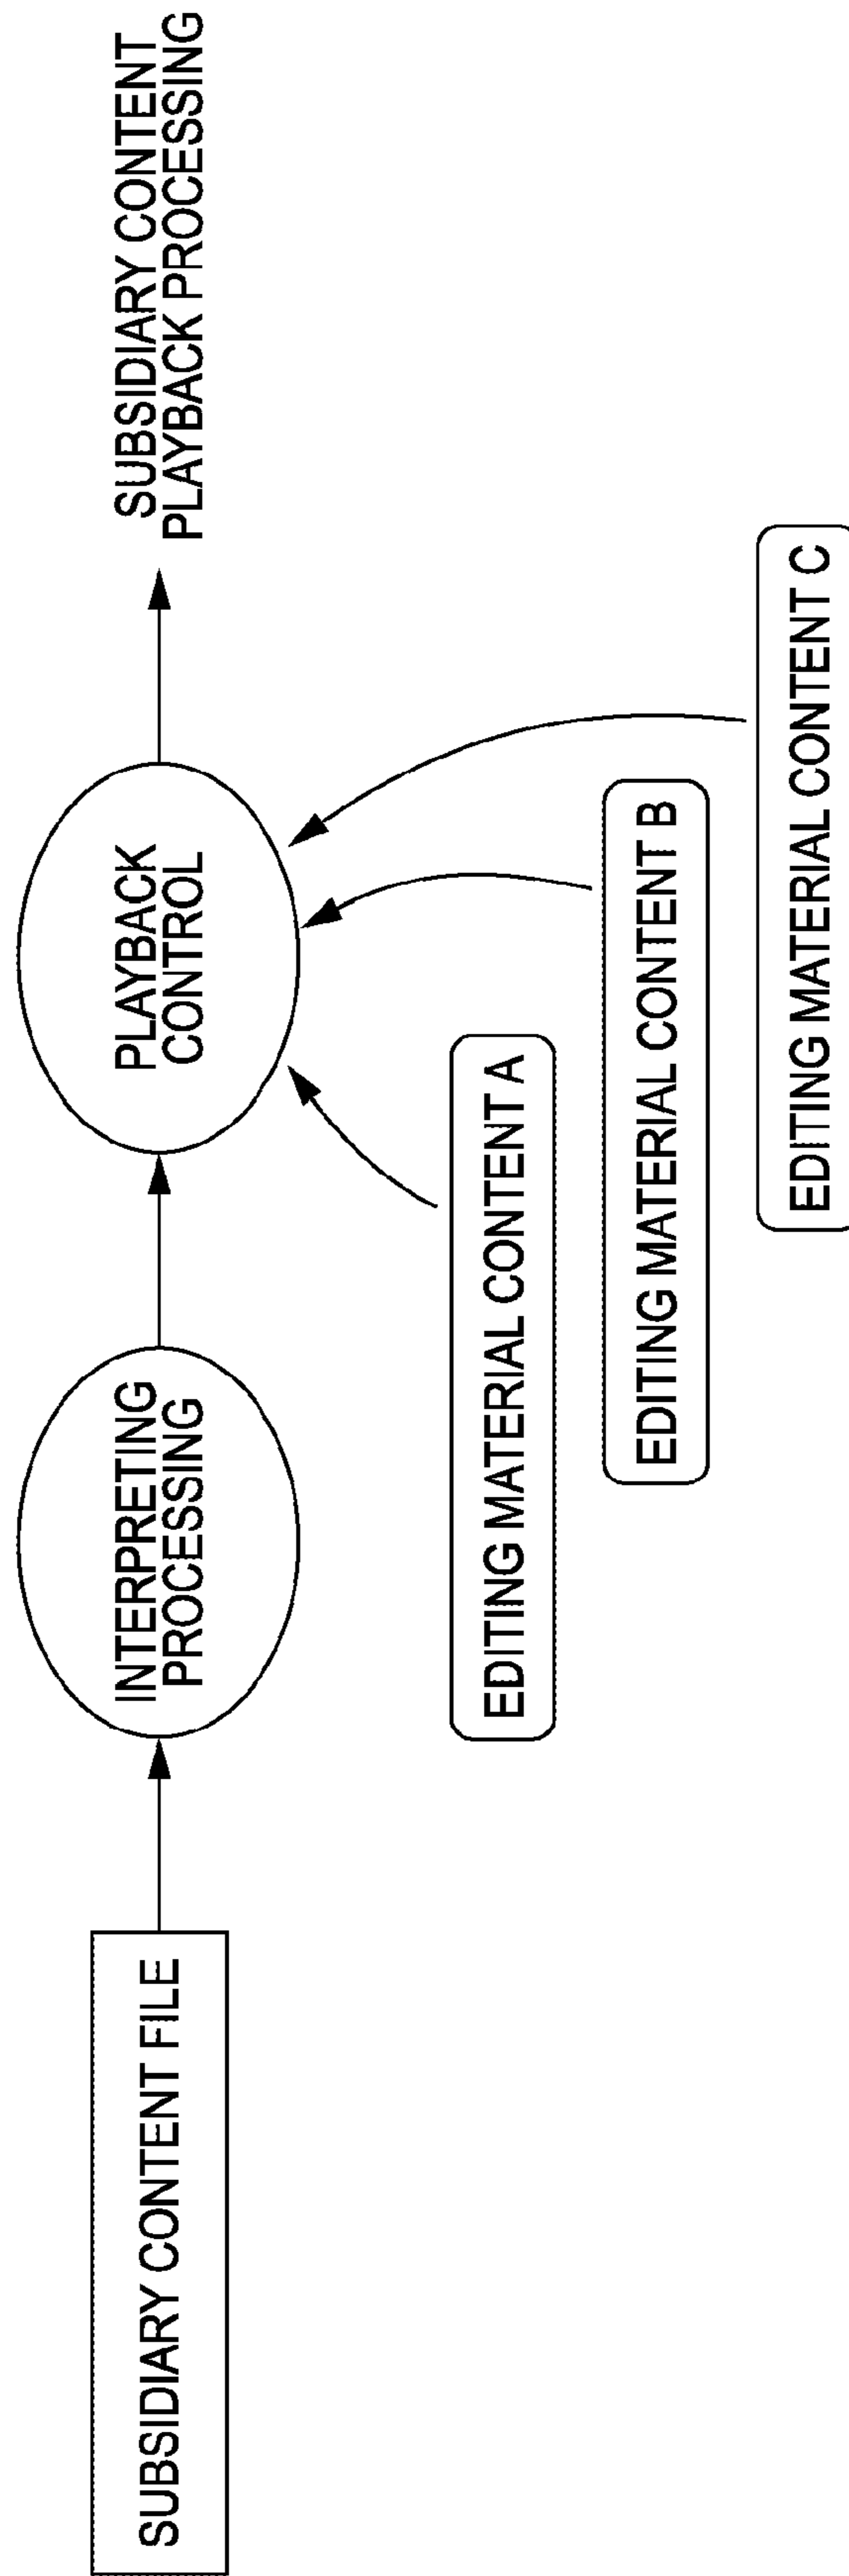 SUBSIDIARY CONTENT FILE
INTERPRETING
PROCESSING
PLAYBACK
CONTROL
SUBSIDIARY CONTENT
PLAYBACK PROCESSING
EDITING MATERIAL CONTENT A
EDITING MATERIAL CONTENT B
EDITING MATERIAL CONTENT C